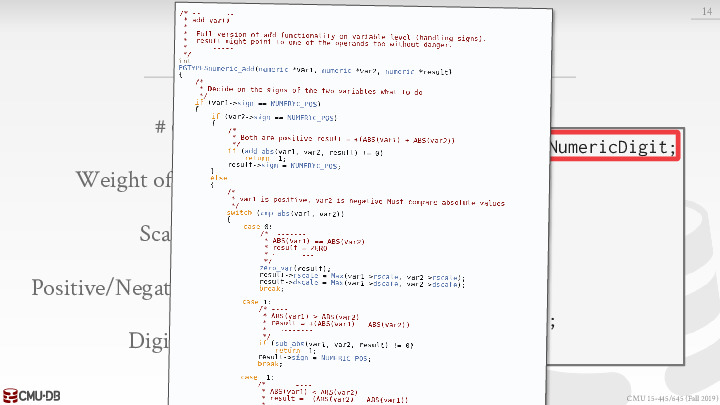 14
/* -- --
* add_var()
*
* Full version of add functionality on variable level (handling signs).
* result might point to one of the operands too without danger.
* -----
*/
int
PGTYPESnumeric_add(numeric *var1, numeric *var2, numeric *result)
{
/*
* Decide on the signs of the two variables what to do
*/
if (var1->sign == NUMERIC_POS)
{
if (var2->sign == NUMERIC_POS)
{
/*
* Both are positive result = +(ABS(var1) + ABS(var2))
*/
if (add_abs(var1, var2, result) != 0)
return 1;
result->sign = NUMERIC_POS;
}
else
{
/*
* var1 is positive, var2 is negative Must compare absolute values
*/
switch (cmp_abs(var1, var2))
{
case 0:
/* -------
* ABS(var1) == ABS(var2)
* result = ZERO
* ---
*/
zero_var(result);
result->rscale = Max(var1->rscale, var2->rscale);
result->dscale = Max(var1->dscale, var2->dscale);
break;
case 1:
/* ----
* ABS(var1) > ABS(var2)
* result = +(ABS(var1) ABS(var2))
* --------
*/
if (sub_abs(var1, var2, result) != 0)
return 1;
result->sign = NUMERIC_POS;
break;
case 1:
/* ----
* ABS(var1) < ABS(var2)
* result = (ABS(var2) ABS(var1))
#
Weight of
Sca
Positive/Negat
Digi
NumericDigit;
;
CMU·DB
CMU 15-445/645 (Fall 2019)